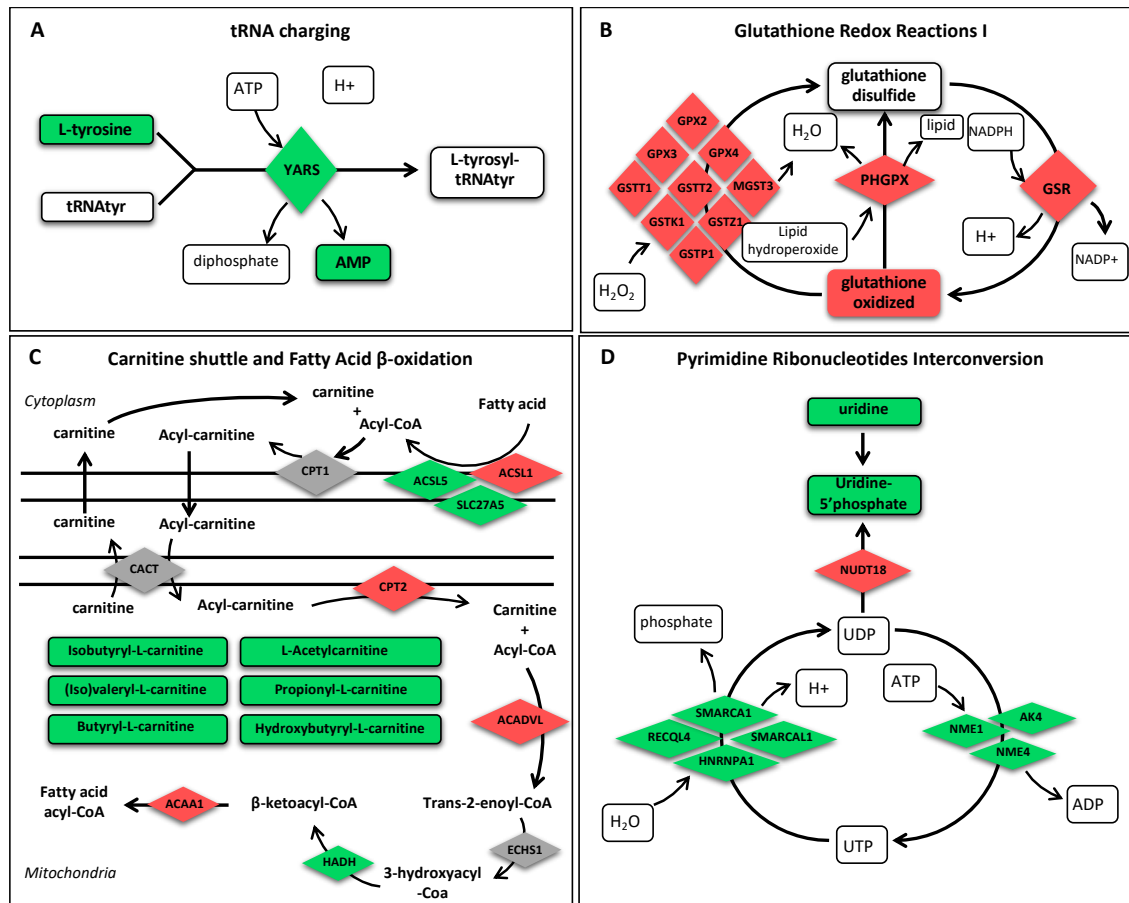 A
tRNA charging
ATP
H+
L-tyrosine
YARS
L-tyrosyl-
tRNAtyr
tRNAtyr
diphosphate
AMP
B
Glutathione Redox Reactions I
glutathione
disulfide
GPX2
H2O
lipid
NADPH
GPX3
GPX4
GSTT1
GSTT2
MGST3
PHGPX
GSR
GSTK1
GSTZ1
Lipid
hydroperoxide
H+
GSTP1
NADP+
H2O2
glutathione
oxidized
C
Carnitine shuttle and Fatty Acid β-oxidation
Cytoplasm
carnitine
+
Acyl-CoA
Fatty acid
carnitine
Acyl-carnitine
CPT1
ACSL5
ACSL1
SLC27A5
carnitine
Acyl-carnitine
CACT
CPT2
carnitine
Acyl-carnitine
Carnitine
+
Acyl-CoA
Isobutyryl-L-carnitine
L-Acetylcarnitine
(Iso)valeryl-L-carnitine
Propionyl-L-carnitine
Butyryl-L-carnitine
Hydroxybutyryl-L-carnitine
ACADVL
Fatty acid
acyl-CoA
ACAA1
β-ketoacyl-CoA
Trans-2-enoyl-CoA
ECHS1
HADH
3-hydroxyacyl
-Coa
Mitochondria
D
Pyrimidine Ribonucleotides Interconversion
uridine
Uridine-
5'phosphate
NUDT18
phosphate
UDP
H+
ATP
SMARCA1
AK4
RECQL4
SMARCAL1
NME1
HNRNPA1
NME4
H2O
ADP
UTP